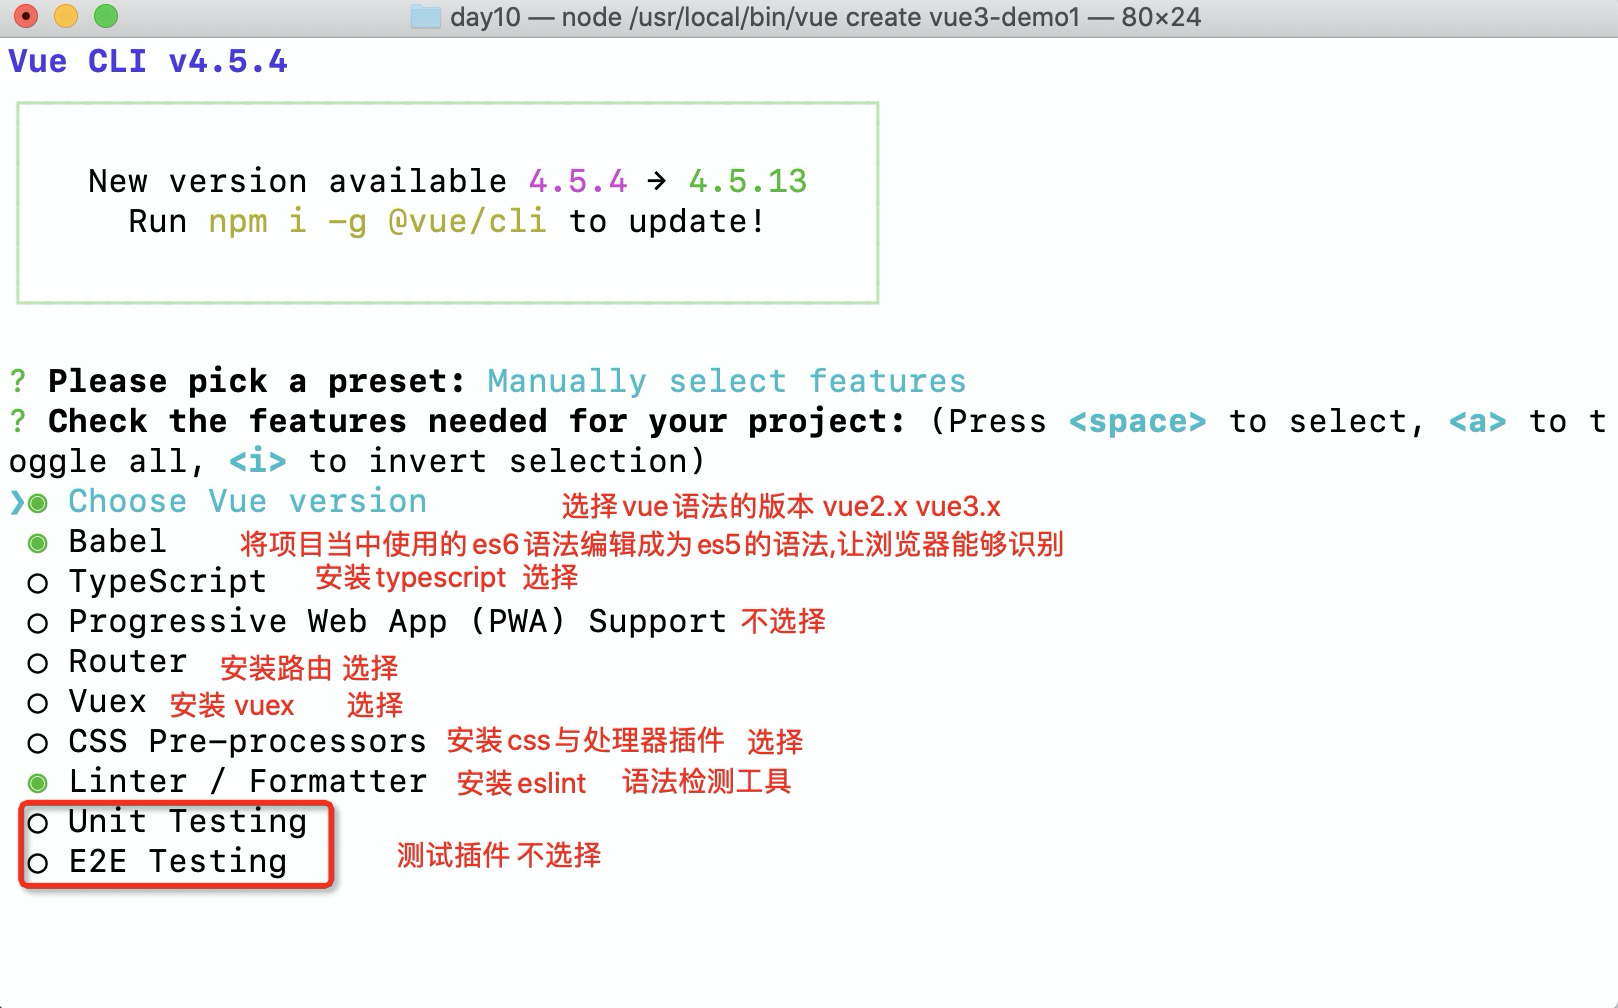 day10 — node /usr/local/bin/vue create vue3-demo1 — 80×24
Vue CLI v4.5.4
New version available 4.5.4 → 4.5.13
Run npm i -g @vue/cli to update!
? Please pick a preset: Manually select features
? Check the features needed for your project: (Press <space> to select, <a> to t
oggle all, <i> to invert selection)
❯◉ Choose Vue version 选择vue语法的版本 vue2.x vue3.x
◉ Babel 将项目当中使用的es6语法编辑成为es5的语法,让浏览器能够识别
◯ TypeScript 安装typescript 选择
◯ Progressive Web App (PWA) Support 不选择
◯ Router 安装路由 选择
◯ Vuex 安装 vuex 选择
◯ CSS Pre-processors 安装css与处理器插件 选择
◉ Linter / Formatter 安装eslint 语法检测工具
◯ Unit Testing
◯ E2E Testing 测试插件 不选择